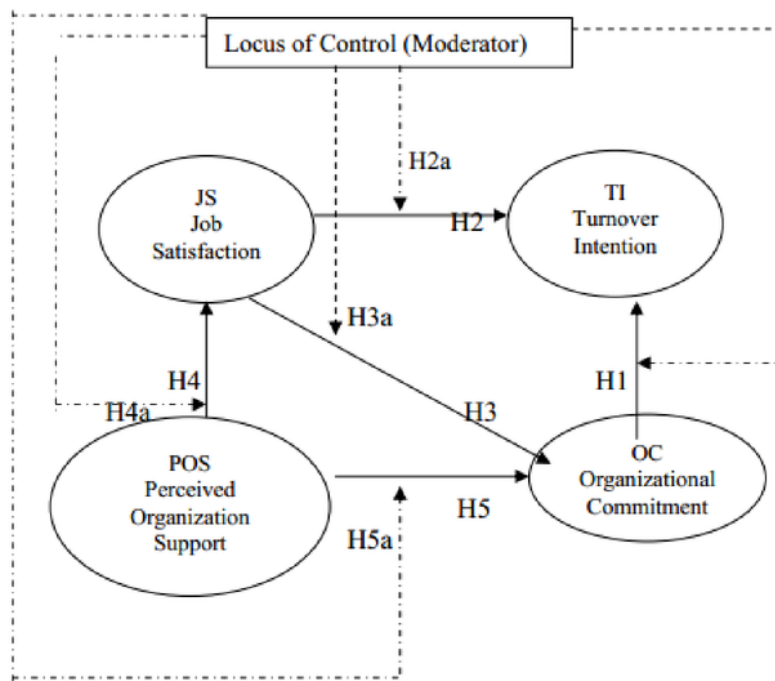 Locus of Control (Moderator)
H2a
JS
Job
Satisfaction
H2
TI
Turnover
Intention
H3a
H4
H4a
H3
H1
POS
Perceived
Organization
Support
H5
H5a
OC
Organizational
Commitment